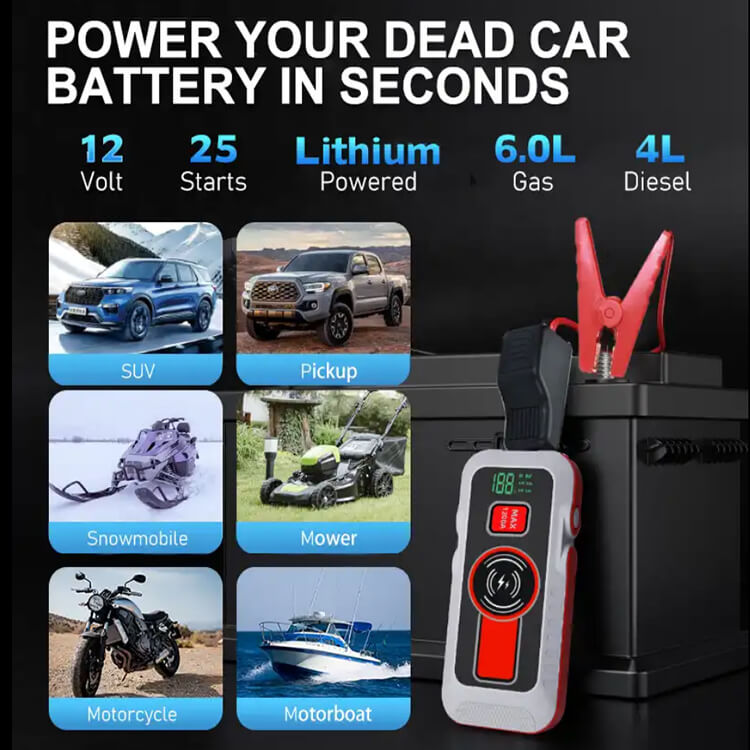 POWER YOUR DEAD CAR
BATTERY IN SECONDS
12 25 Lithium 6.0L 4L
Volt Starts Powered Gas Diesel
SUV
Pickup
Snowmobile
Mower
Motorcycle
Motorboat
188
MAX